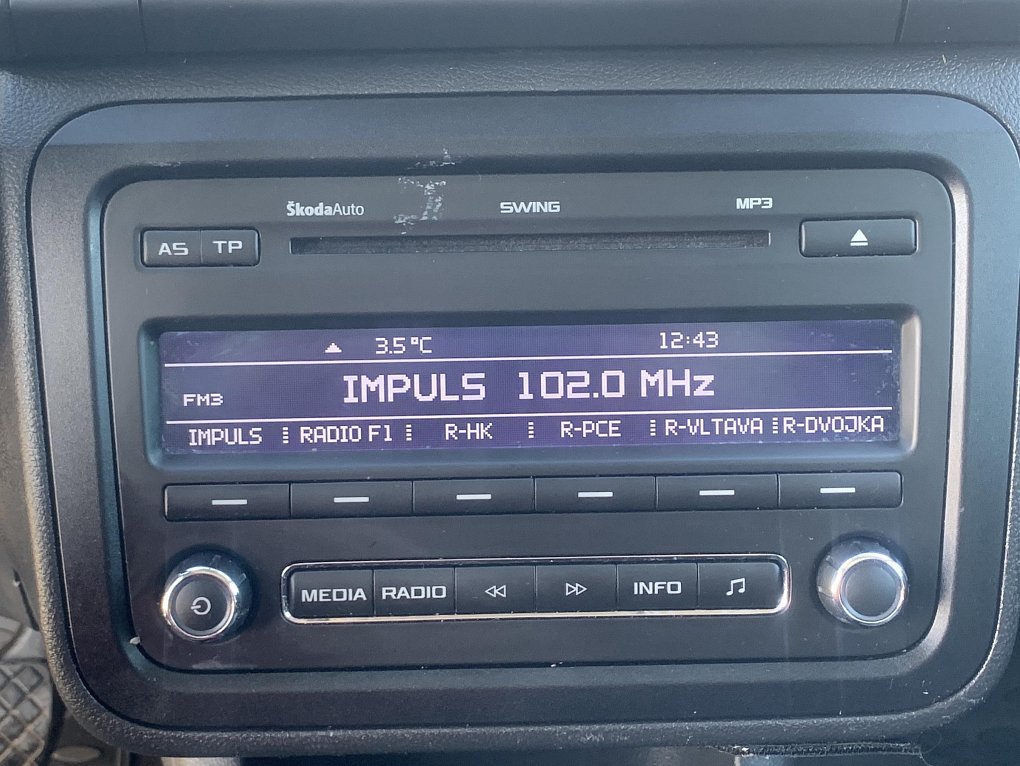 ŠkodaAuto SWING MP3
AS TP
3.5°C 12:43
FM3 IMPULS 102.0 MHz
IMPULS RADIO F1 R-HK R-PCE R-VLTAVA R-DVOJKA
MEDIA RADIO INFO